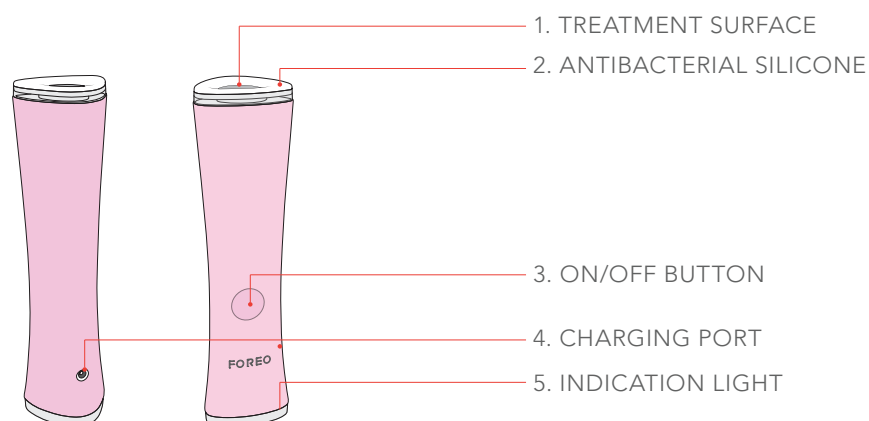 1. TREATMENT SURFACE
2. ANTIBACTERIAL SILICONE
3. ON/OFF BUTTON
4. CHARGING PORT
FOREO
5. INDICATION LIGHT